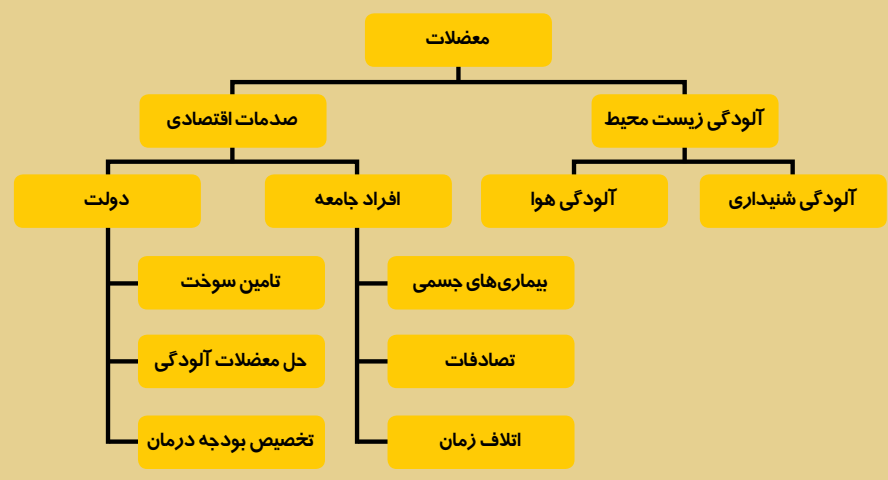 معضلات
آلودگی زیست محیط
صدمات اقتصادی
آلودگی شنیداری
آلودگی هوا
افراد جامعه
دولت
بیماری‌های جسمی
تامین سوخت
تصادفات
حل معضلات آلودگی
اتلاف زمان
تخصیص بودجه درمان